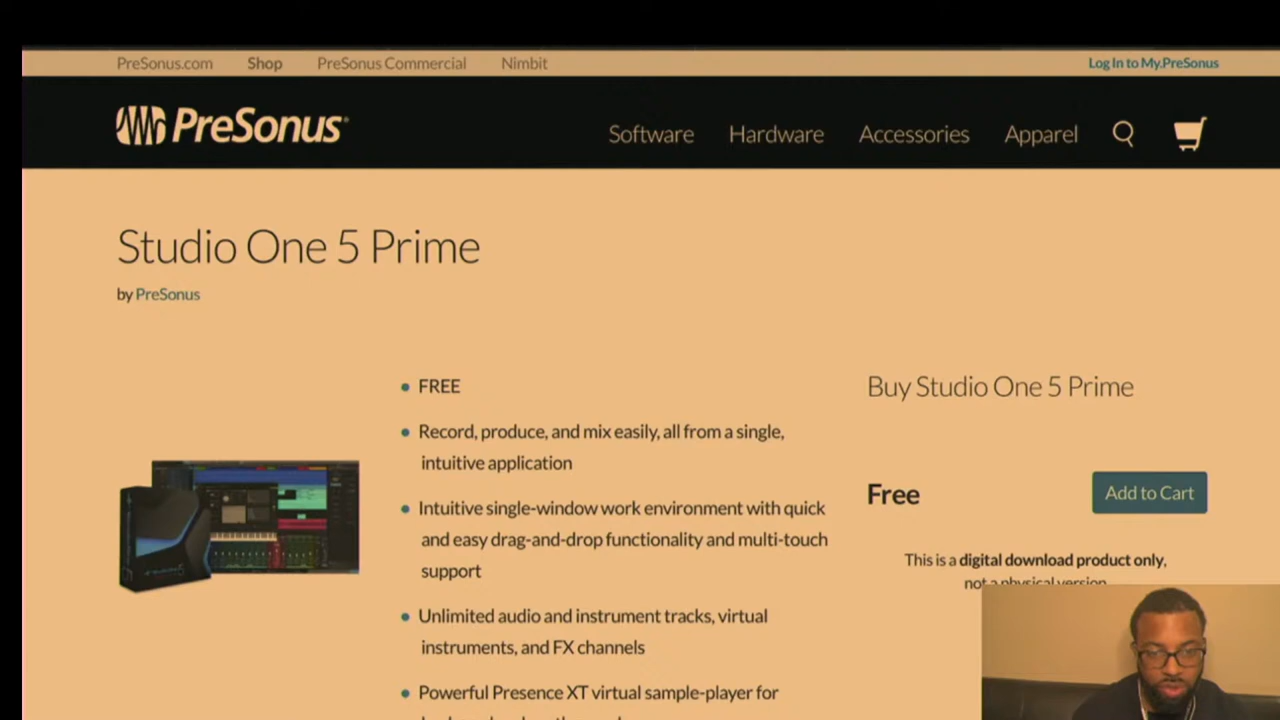 PreSonus.com Shop PreSonus Commercial Nimbit Log In to My.PreSonus
PreSonus Software Hardware Accessories Apparel
Studio One 5 Prime
by PreSonus
FREE
Record, produce, and mix easily, all from a single,
intuitive application
Intuitive single-window work environment with quick
and easy drag-and-drop functionality and multi-touch
support
Unlimited audio and instrument tracks, virtual
instruments, and FX channels
Powerful Presence XT virtual sample-player for
Buy Studio One 5 Prime
Free Add to Cart
This is a digital download product only,
not a physical version